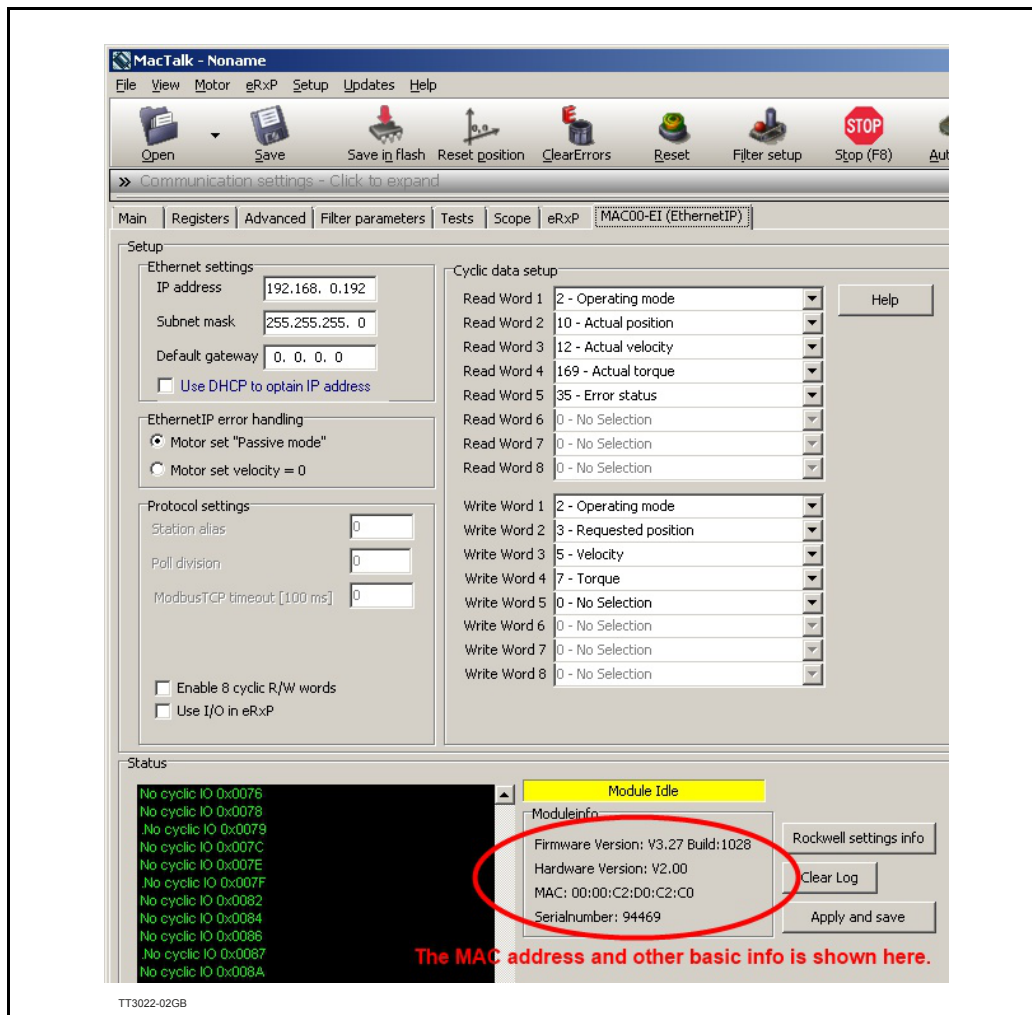 MacTalk - Noname
File View Motor eRxP Setup Updates Help
Open Save Save in flash Reset position ClearErrors Reset Filter setup Stop (F8) Aut
STOP
» Communication settings - Click to expand
Main Registers Advanced Filter parameters Tests Scope eRxP MAC00-EI (EthernetIP)
Setup
Ethernet settings
IP address 192.168. 0.192
Subnet mask 255.255.255. 0
Default gateway 0. 0. 0. 0
Use DHCP to optain IP address
EthernetIP error handling
Motor set "Passive mode"
Motor set velocity = 0
Protocol settings
Station alias 0
Poll division 0
ModbusTCP timeout [100 ms] 0
Enable 8 cyclic R/W words
Use I/O in eRxP
Cyclic data setup
Read Word 1 2 - Operating mode
Read Word 2 10 - Actual position
Read Word 3 12 - Actual velocity
Read Word 4 169 - Actual torque
Read Word 5 35 - Error status
Read Word 6 0 - No Selection
Read Word 7 0 - No Selection
Read Word 8 0 - No Selection
Write Word 1 2 - Operating mode
Write Word 2 3 - Requested position
Write Word 3 5 - Velocity
Write Word 4 7 - Torque
Write Word 5 0 - No Selection
Write Word 6 0 - No Selection
Write Word 7 0 - No Selection
Write Word 8 0 - No Selection
Help
Status
No cyclic IO 0x0076
No cyclic IO 0x0078
.No cyclic IO 0x0079
No cyclic IO 0x007C
No cyclic IO 0x007E
.No cyclic IO 0x007F
No cyclic IO 0x0082
No cyclic IO 0x0084
No cyclic IO 0x0086
.No cyclic IO 0x0087
No cyclic IO 0x008A
Module Idle
Moduleinfo
Firmware Version: V3.27 Build:1028
Hardware Version: V2.00
MAC: 00:00:C2:D0:C2:C0
Serialnumber: 94469
Rockwell settings info
Clear Log
Apply and save
The MAC address and other basic info is shown here.
TT3022-02GB